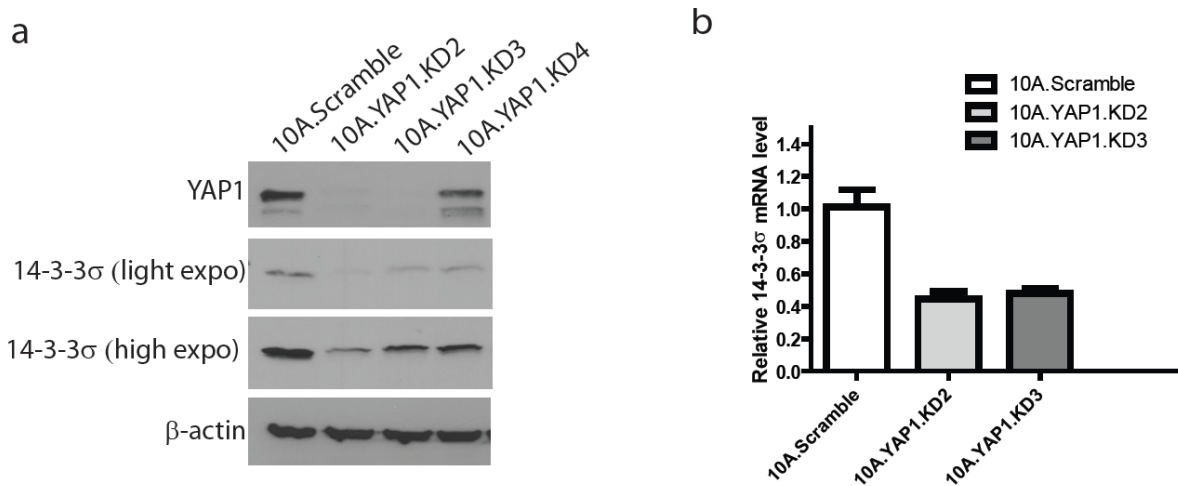 a
10A.Scramble
10A.YAP1.KD2
10A.YAP1.KD3
10A.YAP1.KD4
YAP1
14-3-3σ (light expo)
14-3-3σ (high expo)
β-actin
b
10A.Scramble
10A.YAP1.KD2
10A.YAP1.KD3
Relative 14-3-3σ mRNA level
1.4
1.2
1.0
0.8
0.6
0.4
0.2
0.0
10A.Scramble
10A.YAP1.KD2
10A.YAP1.KD3